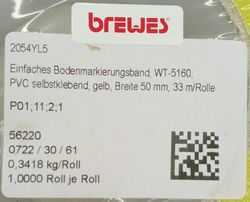 brewes
2054YL5
Einfaches Bodenmarkierungsband, WT-5160,
PVC selbstklebend, gelb, Breite 50 mm, 33 m/Rolle
P01;11;2;1
56220
0722 / 30 / 61
0,3418 kg/Roll
1,0000 Roll je Roll